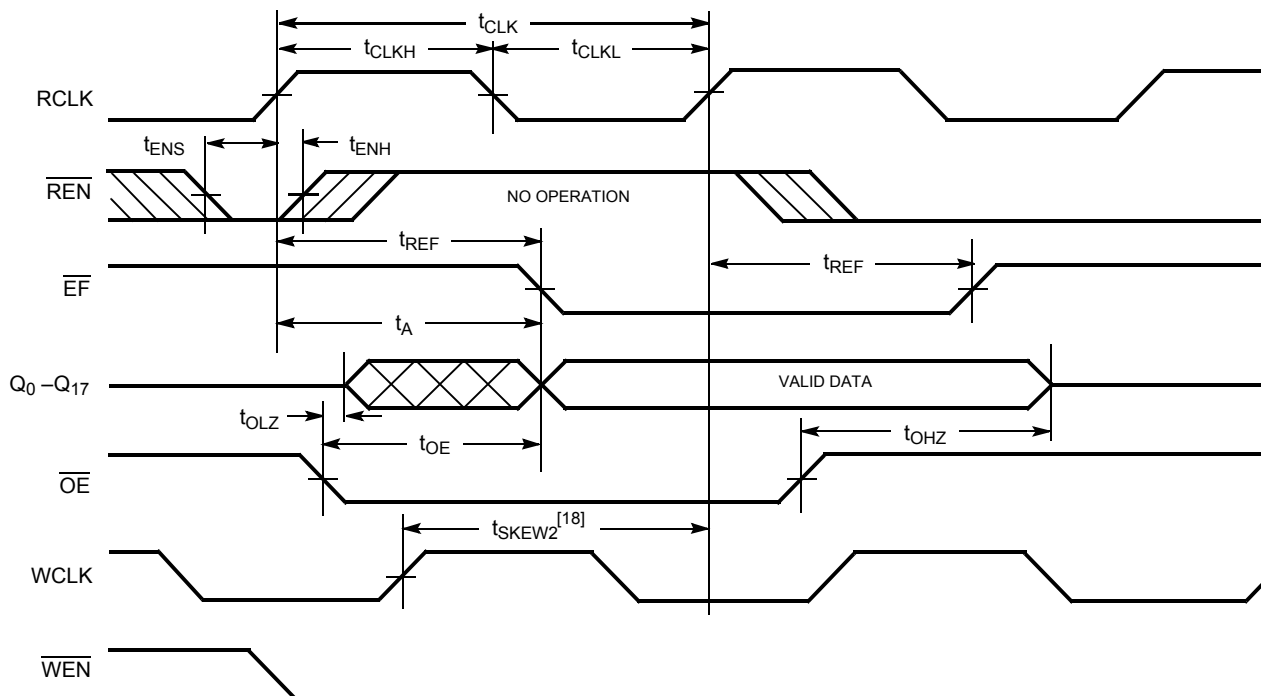 tCLK
tCLKH
tCLKL
RCLK
tENS
tENH
REN
NO OPERATION
tREF
tREF
EF
tA
Q0 –Q17
VALID DATA
tOLZ
tOE
tOHZ
OE
tSKEW2[18]
WCLK
WEN